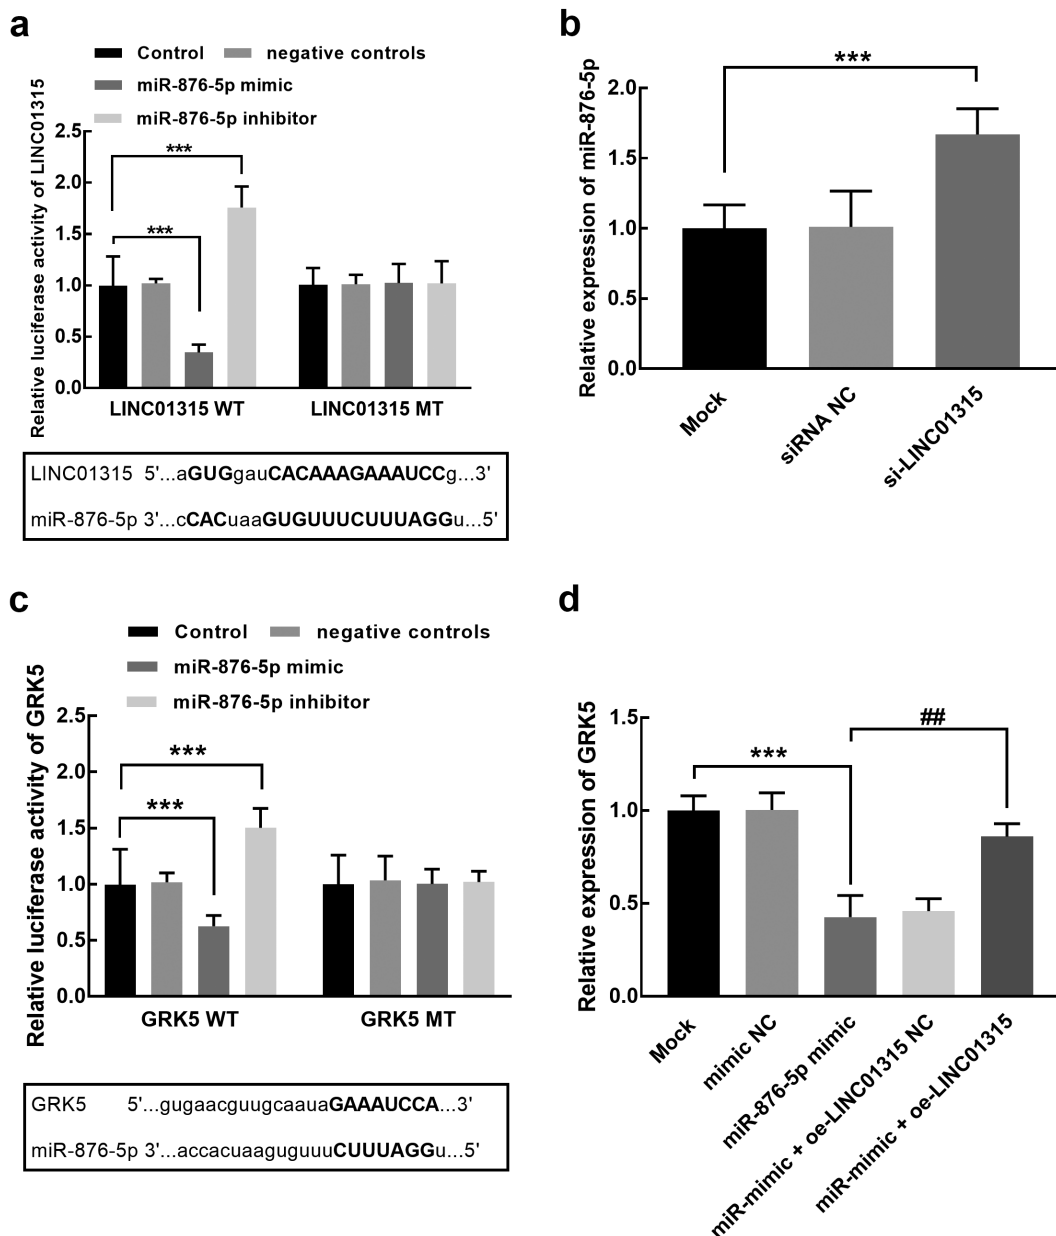 a
Control negative controls
miR-876-5p mimic
miR-876-5p inhibitor
Relative luciferase activity of LINC01315
2.5
2.0
1.5
1.0
0.5
0.0
***
***
LINC01315 WT LINC01315 MT
LINC01315 5'...aGUGgauCACAAAGAAAUCCg...3'
miR-876-5p 3'...cCACuaaGUGUUUCUUUAGGu...5'
b
Relative expression of miR-876-5p
2.0
1.5
1.0
0.5
0.0
***
Mock
siRNA NC
si-LINC01315
c
Control negative controls
miR-876-5p mimic
miR-876-5p inhibitor
Relative luciferase activity of GRK5
2.5
2.0
1.5
1.0
0.5
0.0
***
***
GRK5 WT GRK5 MT
GRK5 5'...gugaacguugcaauaGAAAUCCA...3'
miR-876-5p 3'...accacuaaguguuuCUUUAGGu...5'
d
Relative expression of GRK5
1.5
1.0
0.5
0.0
***
##
Mock
mimic NC
miR-876-5p mimic
miR-mimic + oe-LINC01315 NC
miR-mimic + oe-LINC01315